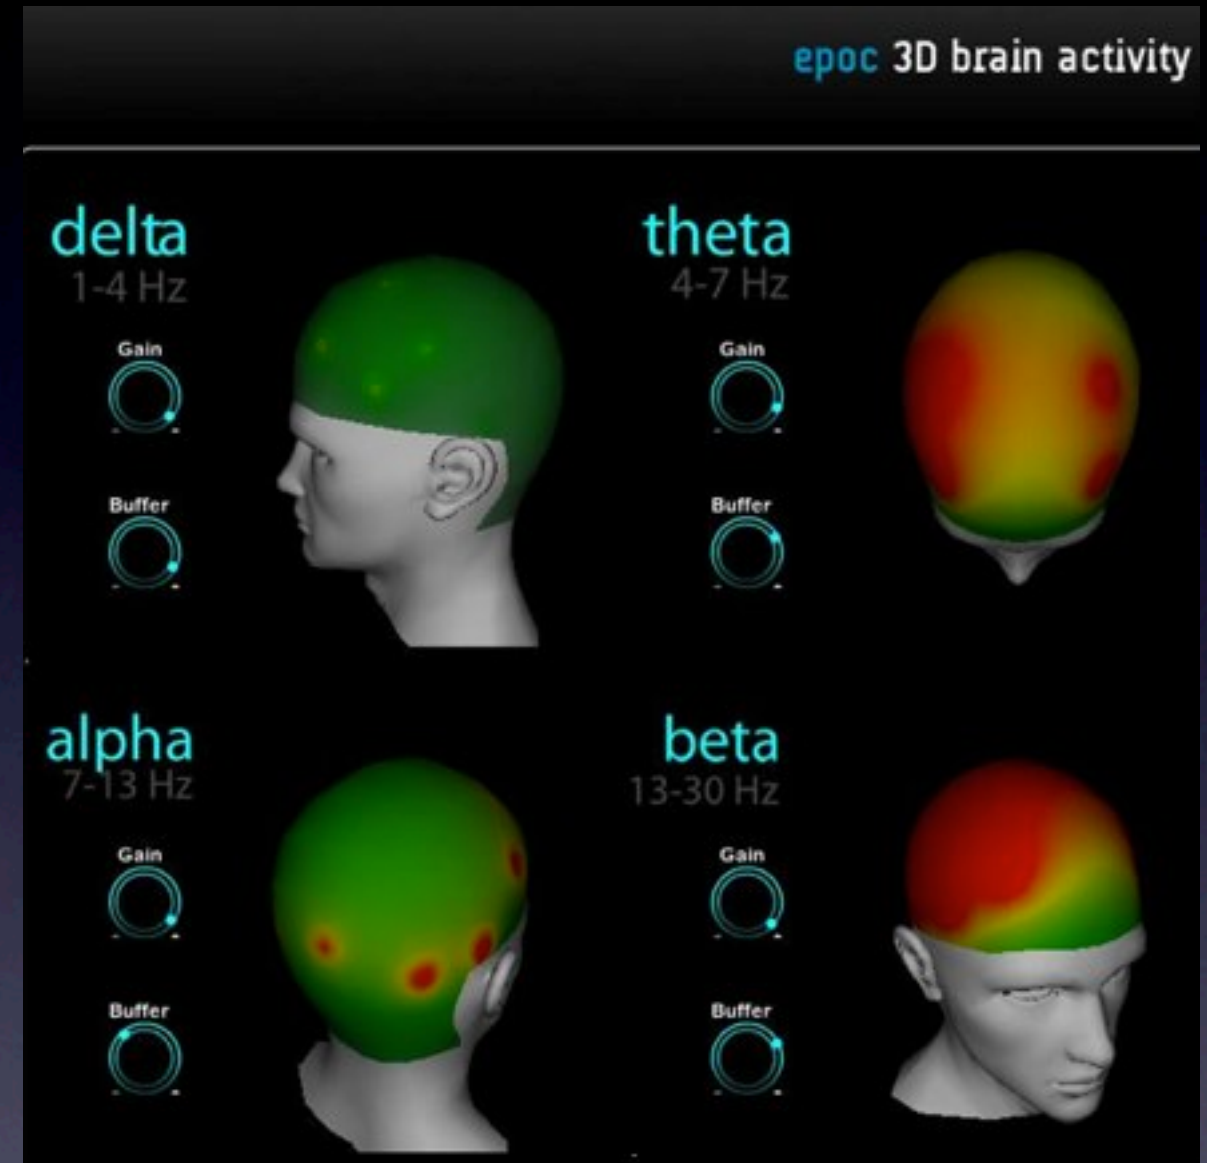 epoc 3D brain activity
delta
1-4 Hz
Gain
Buffer
theta
4-7 Hz
Gain
Buffer
alpha
7-13 Hz
Gain
Buffer
beta
13-30 Hz
Gain
Buffer